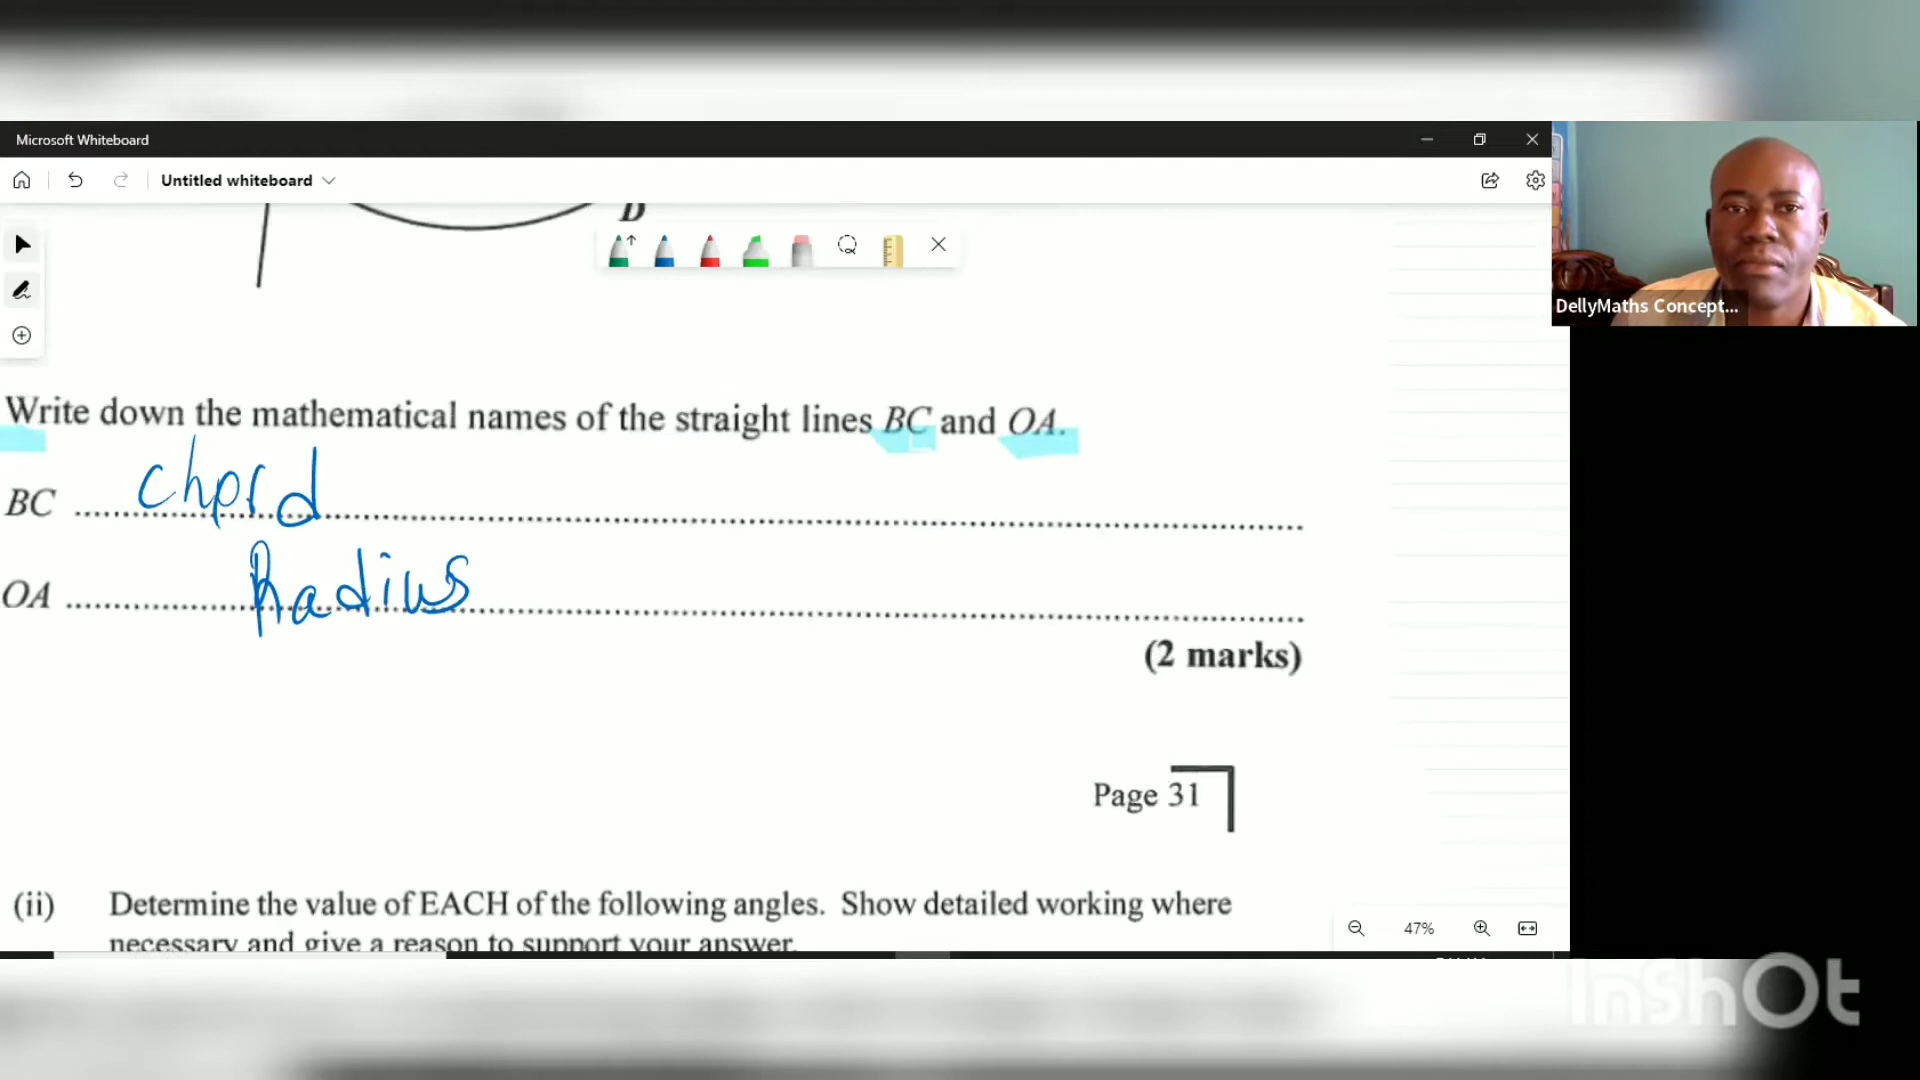 Microsoft Whiteboard
Untitled whiteboard
D
DellyMaths Concept...
Write down the mathematical names of the straight lines BC and OA.
BC chord
OA Radius
(2 marks)
Page 31
(ii) Determine the value of EACH of the following angles. Show detailed working where
necessary and give a reason to support your answer.
47%
InShOt